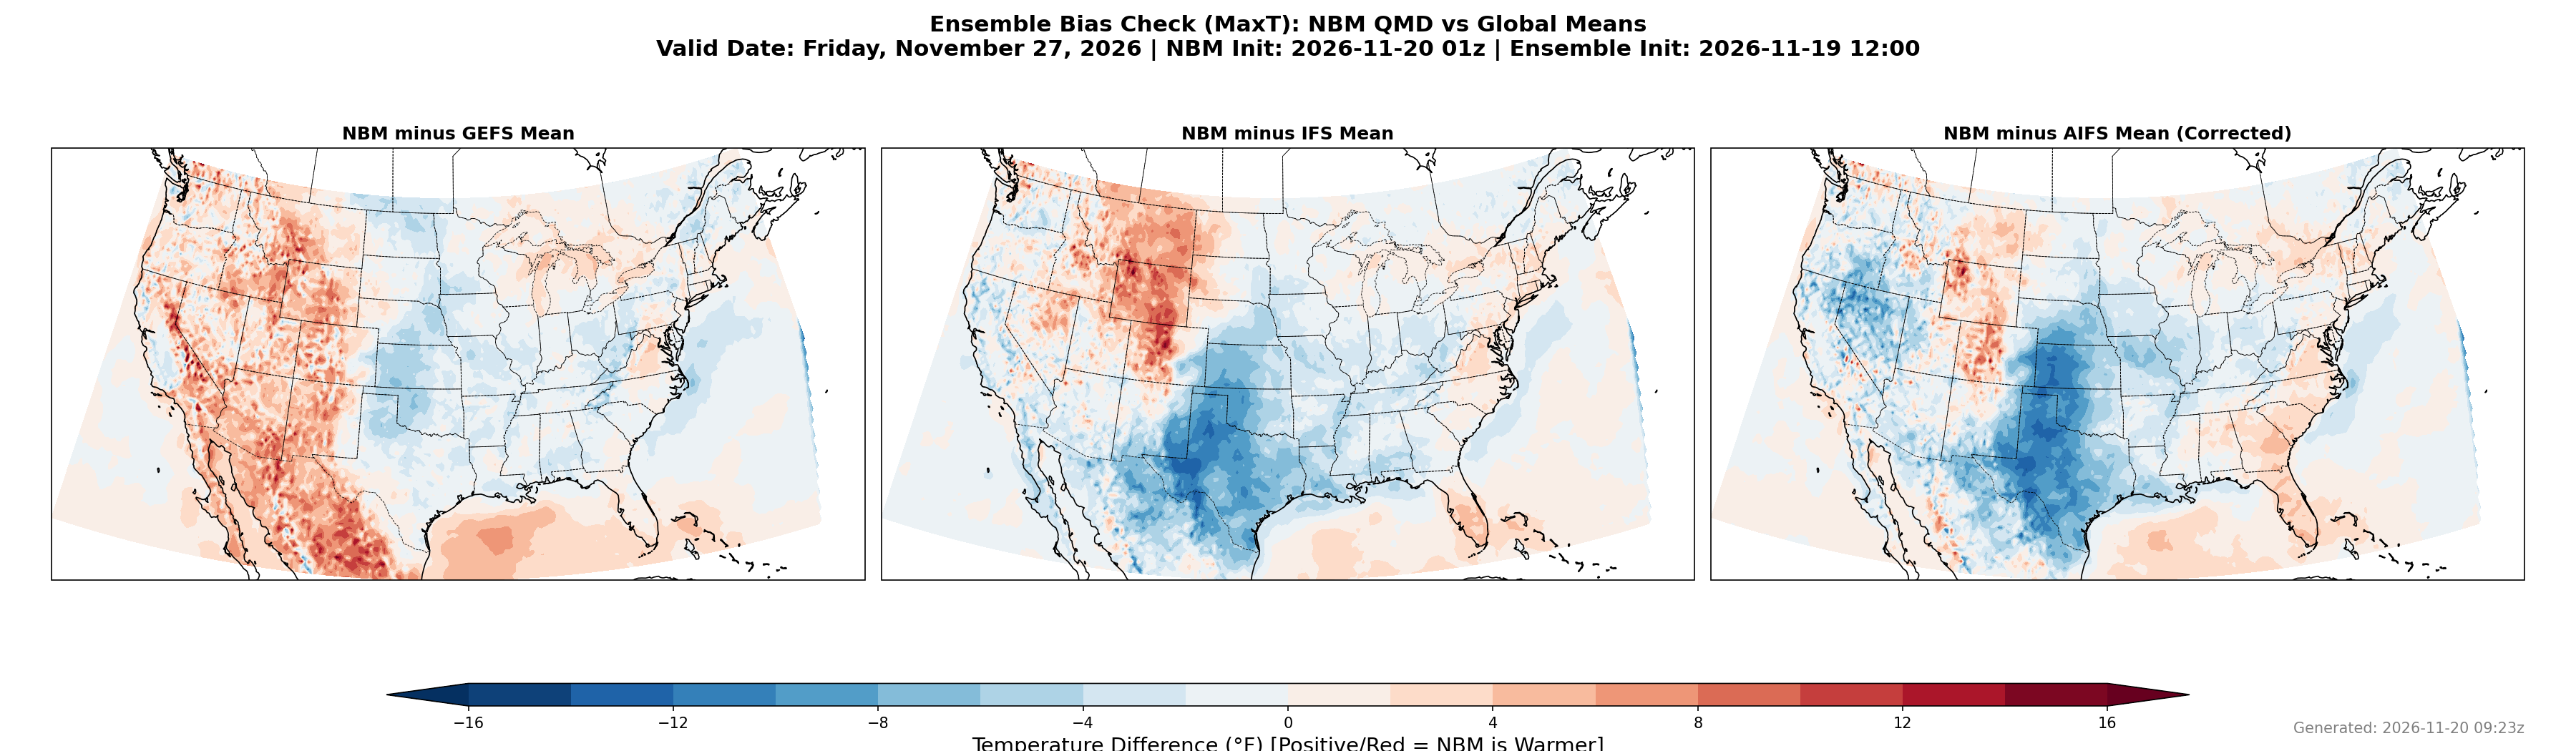 Ensemble Bias Check (MaxT): NBM QMD vs Global Means
Valid Date: Friday, November 27, 2026 | NBM Init: 2026-11-20 01z | Ensemble Init: 2026-11-19 12:00
NBM minus GEFS Mean
NBM minus IFS Mean
NBM minus AIFS Mean (Corrected)
−16 −12 −8 −4 0 4 8 12 16
Temperature Difference (°F) [Positive/Red = NBM is Warmer]
Generated: 2026-11-20 09:23z